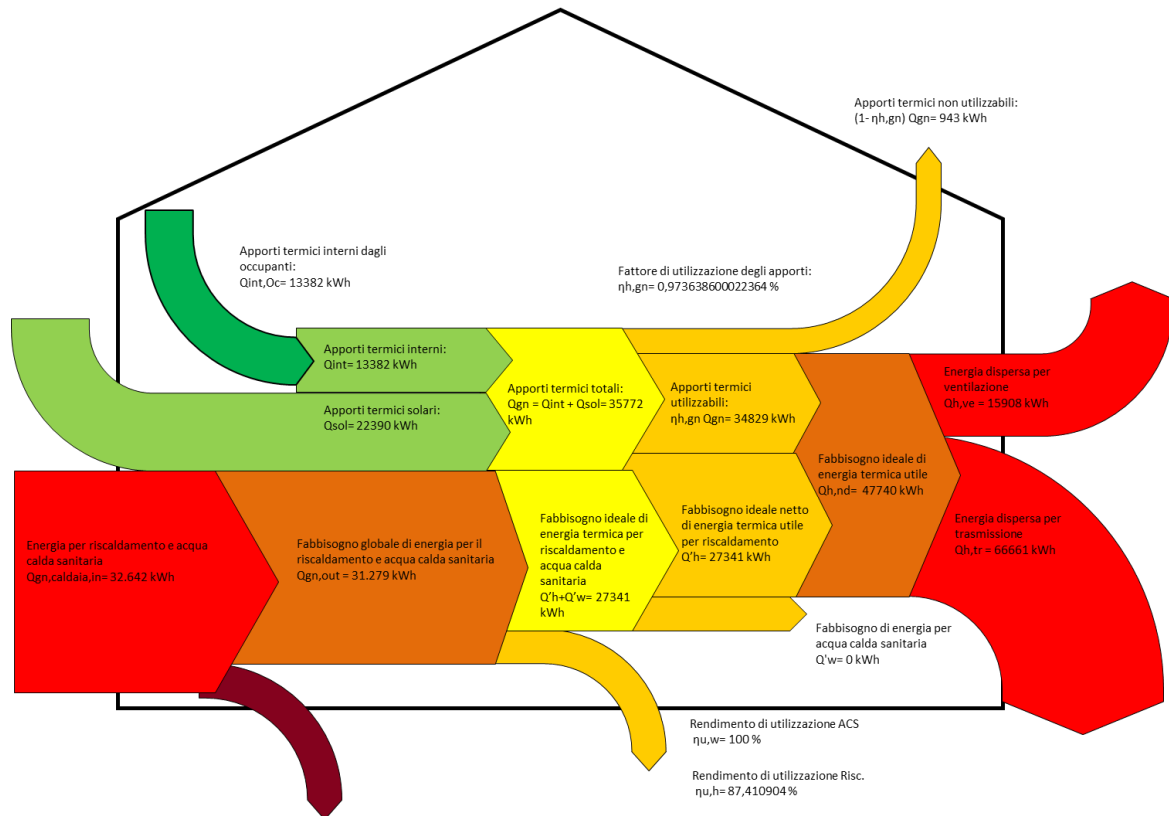 Apporti termici non utilizzabili:
(1- ηh,gn) Qgn= 943 kWh
Apporti termici interni dagli
occupanti:
Qint,Oc= 13382 kWh
Fattore di utilizzazione degli apporti:
ηh,gn= 0,973638600022364 %
Apporti termici interni:
Qint= 13382 kWh
Apporti termici solari:
Qsol= 22390 kWh
Apporti termici totali:
Qgn = Qint + Qsol= 35772
kWh
Apporti termici
utilizzabili:
ηh,gn Qgn= 34829 kWh
Energia dispersa per
ventilazione
Qh,ve = 15908 kWh
Fabbisogno ideale di
energia termica utile
Qh,nd= 47740 kWh
Energia dispersa per
trasmissione
Qh,tr = 66661 kWh
Energia per riscaldamento e acqua
calda sanitaria
Qgn,caldaia,in= 32.642 kWh
Fabbisogno globale di energia per il
riscaldamento e acqua calda sanitaria
Qgn,out = 31.279 kWh
Fabbisogno ideale di
energia termica per
riscaldamento e
acqua calda
sanitaria
Q'h+Q'w= 27341
kWh
Fabbisogno ideale netto
di energia termica utile
per riscaldamento
Q'h= 27341 kWh
Fabbisogno di energia per
acqua calda sanitaria
Q'w= 0 kWh
Rendimento di utilizzazione ACS
ηu,w= 100 %
Rendimento di utilizzazione Risc.
ηu,h= 87,410904 %